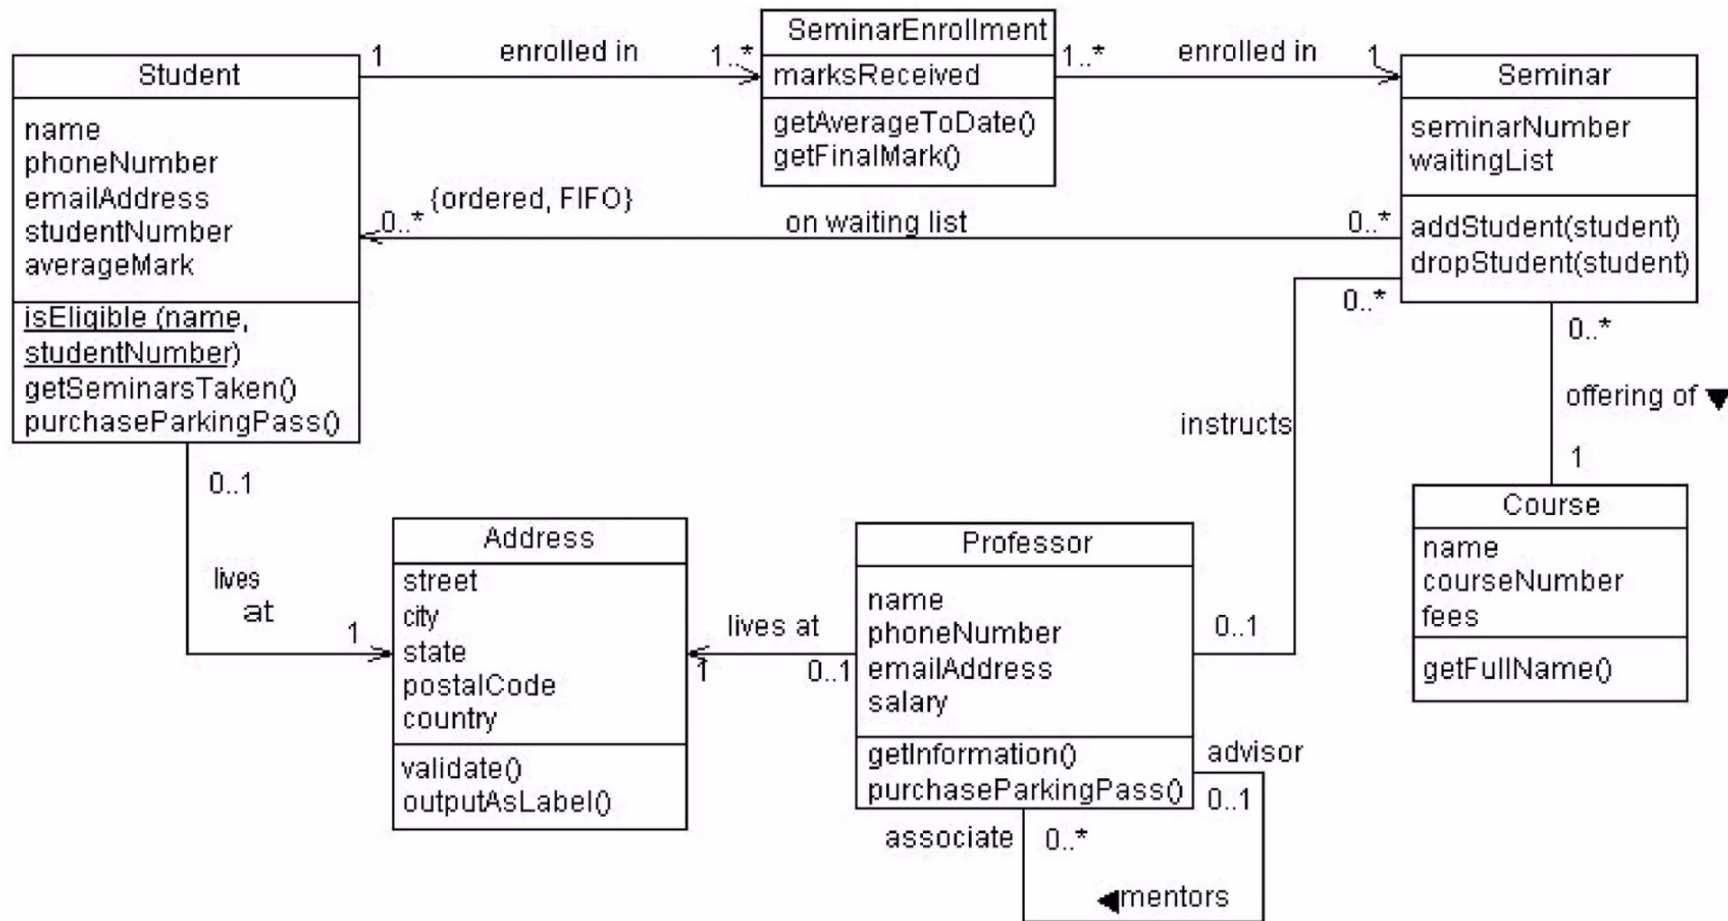 Student
name
phoneNumber
emailAddress
studentNumber
averageMark
isEligible (name,
studentNumber)
getSeminarsTaken()
purchaseParkingPass()
1
enrolled in
1..*
SeminarEnrollment
marksReceived
getAverageToDate()
getFinalMark()
1..*
enrolled in
1
Seminar
seminarNumber
waitingList
addStudent(student)
dropStudent(student)
{ordered, FIFO}
0..*
on waiting list
0..*
0..*
instructs
0..1
0..*
offering of ▼
1
Course
name
courseNumber
fees
getFullName()
0..1
lives
at
1
Address
street
city
state
postalCode
country
validate()
outputAsLabel()
lives at
1
0..1
Professor
name
phoneNumber
emailAddress
salary
getInformation()
purchaseParkingPass()
advisor
0..1
associate
0..*
◀mentors